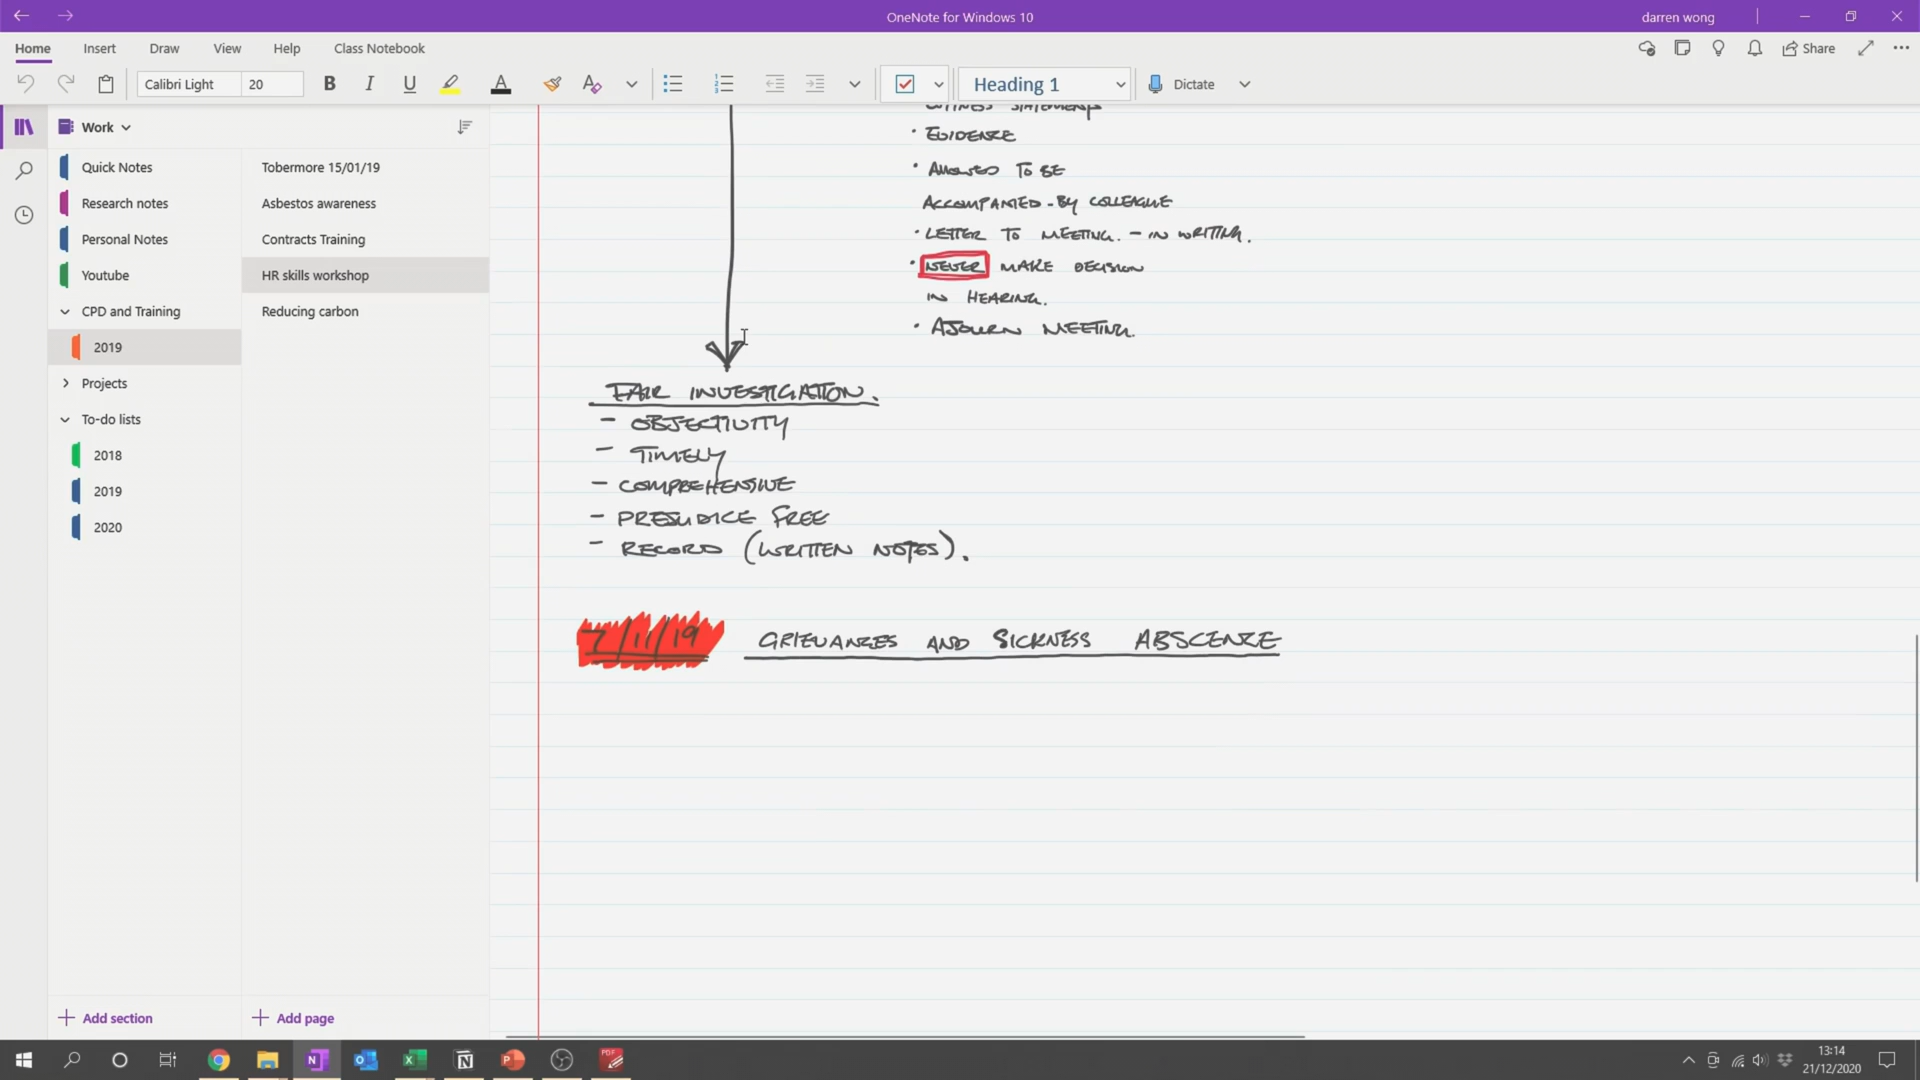 OneNote for Windows 10
darren wong
Home
Insert
Draw
View
Help
Class Notebook
Share
Calibri Light
20
B
I
U
A
Heading 1
Dictate
Work
Quick Notes
Research notes
Personal Notes
Youtube
CPD and Training
2019
Projects
To-do lists
2018
2019
2020
Add section
Tobermore 15/01/19
Asbestos awareness
Contracts Training
HR skills workshop
Reducing carbon
Add page
WITNESS STATEMENTS
• EVIDENCE
• ALLOWED TO BE
ACCOMPANIED - BY COLLEAGUE
• LETTER TO MEETING. - IN WRITING.
• NEVER MAKE DECISION
IN HEARING.
• AJOURN MEETING.
FAIR INVESTIGATION.
- OBJECTIVITY
- TIMELY
- COMPREHENSIVE
- PREJUDICE FREE
- RECORD (WRITTEN NOTES).
7/11/19 GRIEVANCES AND SICKNESS ABSCENCE
13:14
21/12/2020